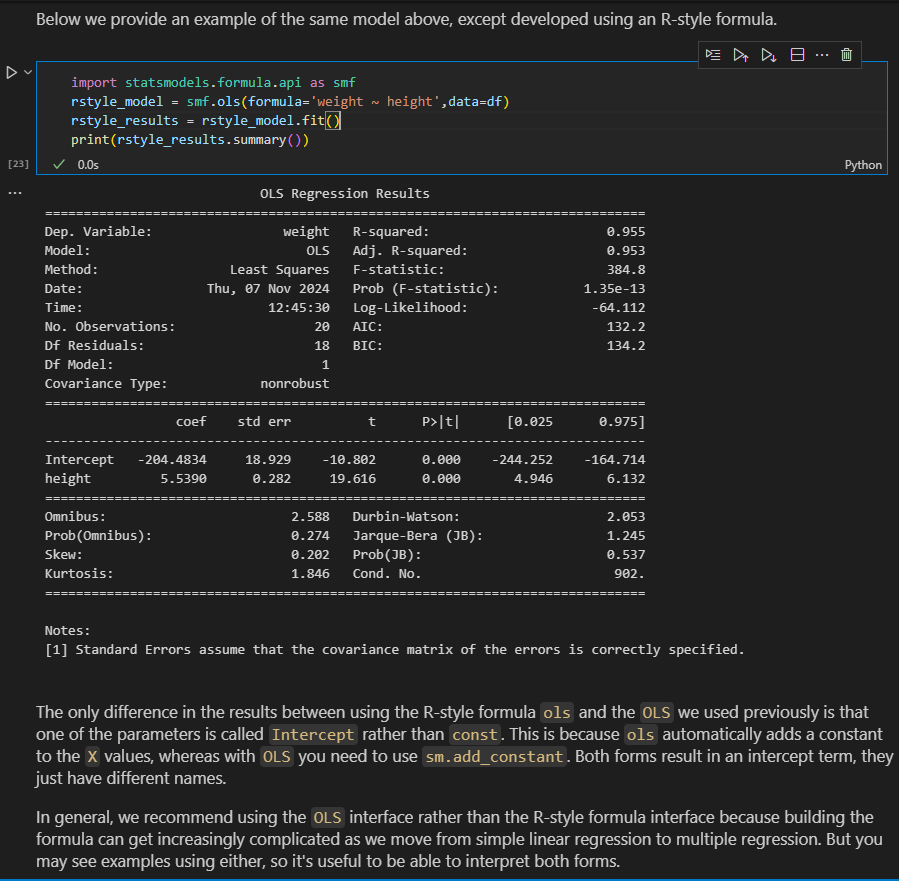 Below we provide an example of the same model above, except developed using an R-style formula.
import statsmodels.formula.api as smf
rstyle_model = smf.ols(formula='weight ~ height',data=df)
rstyle_results = rstyle_model.fit()
print(rstyle_results.summary())
[23] 0.0s Python
...
OLS Regression Results
==============================================================================
Dep. Variable: weight R-squared: 0.955
Model: OLS Adj. R-squared: 0.953
Method: Least Squares F-statistic: 384.8
Date: Thu, 07 Nov 2024 Prob (F-statistic): 1.35e-13
Time: 12:45:30 Log-Likelihood: -64.112
No. Observations: 20 AIC: 132.2
Df Residuals: 18 BIC: 134.2
Df Model: 1
Covariance Type: nonrobust
==============================================================================
coef std err t P>|t| [0.025 0.975]
------------------------------------------------------------------------------
Intercept -204.4834 18.929 -10.802 0.000 -244.252 -164.714
height 5.5390 0.282 19.616 0.000 4.946 6.132
==============================================================================
Omnibus: 2.588 Durbin-Watson: 2.053
Prob(Omnibus): 0.274 Jarque-Bera (JB): 1.245
Skew: 0.202 Prob(JB): 0.537
Kurtosis: 1.846 Cond. No. 902.
==============================================================================
Notes:
[1] Standard Errors assume that the covariance matrix of the errors is correctly specified.
The only difference in the results between using the R-style formula ols and the OLS we used previously is that
one of the parameters is called Intercept rather than const. This is because ols automatically adds a constant
to the X values, whereas with OLS you need to use sm.add_constant. Both forms result in an intercept term, they
just have different names.
In general, we recommend using the OLS interface rather than the R-style formula interface because building the
formula can get increasingly complicated as we move from simple linear regression to multiple regression. But you
may see examples using either, so it's useful to be able to interpret both forms.